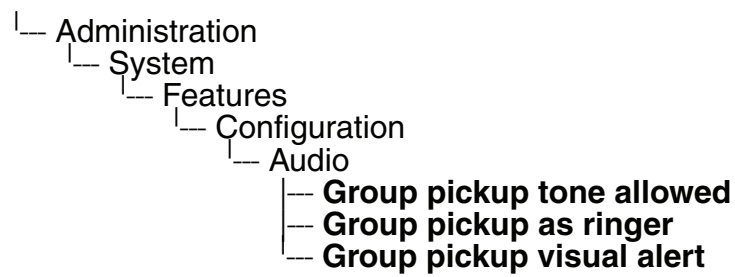 Administration
System
Features
Configuration
Audio
Group pickup tone allowed
Group pickup as ringer
Group pickup visual alert